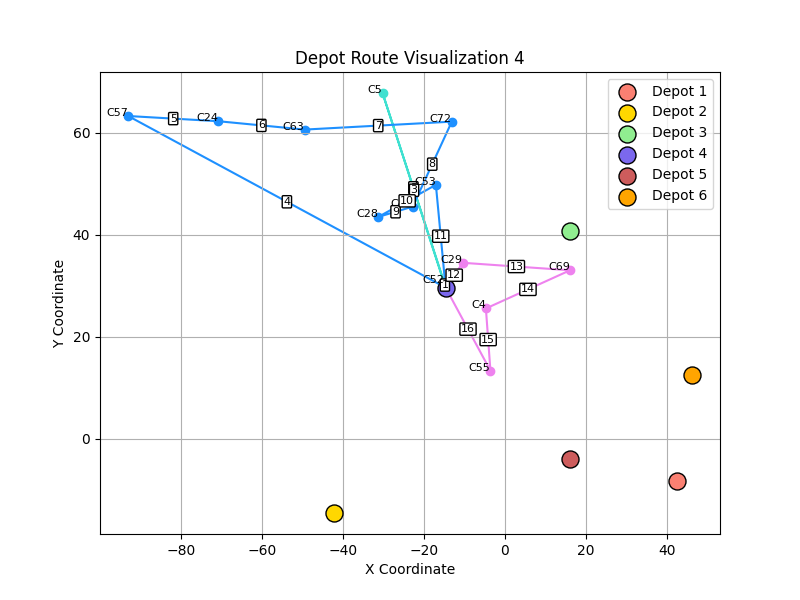 Depot Route Visualization 4
Depot 1
Depot 2
Depot 3
Depot 4
Depot 5
Depot 6
C5
C57
5
C24
6
C63
7
C72
8
C53
3
10
C28
9
4
11
C29
12
13
C69
C52
1
14
C4
16
15
C55
60
40
20
0
Y Coordinate
−80
−60
−40
−20
0
20
40
X Coordinate